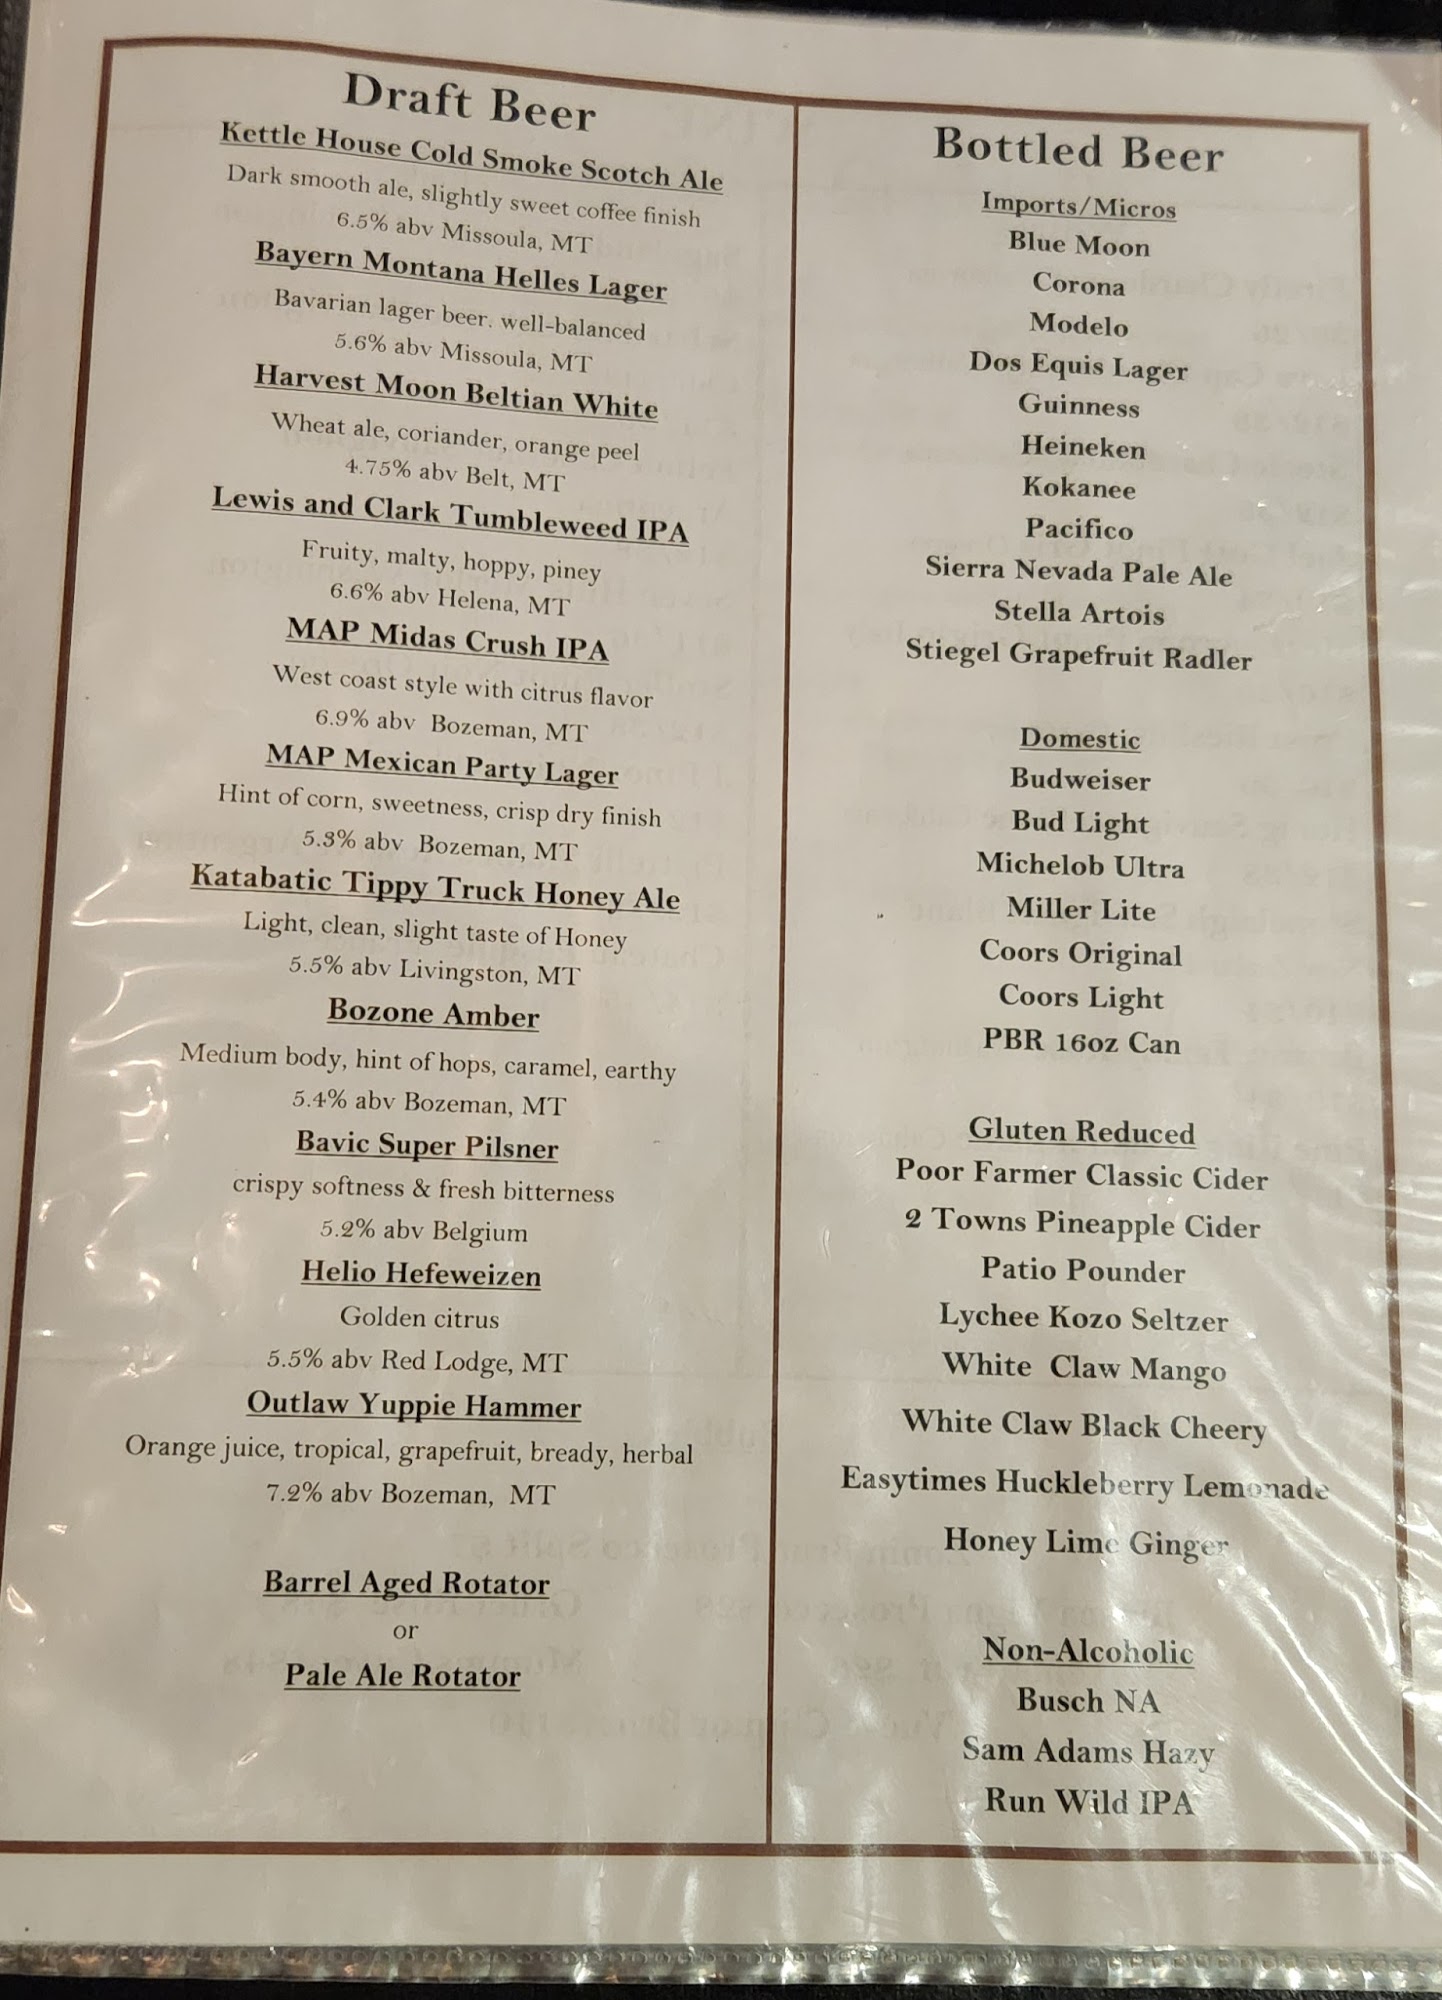 Draft Beer
Kettle House Cold Smoke Scotch Ale
Dark smooth ale, slightly sweet coffee finish
6.5% abv Missoula, MT
Bayern Montana Helles Lager
Bavarian lager beer. well-balanced
5.6% abv Missoula, MT
Harvest Moon Beltian White
Wheat ale, coriander, orange peel
4.75% abv Belt, MT
Lewis and Clark Tumbleweed IPA
Fruity, malty, hoppy, piney
6.6% abv Helena, MT
MAP Midas Crush IPA
West coast style with citrus flavor
6.9% abv Bozeman, MT
MAP Mexican Party Lager
Hint of corn, sweetness, crisp dry finish
5.3% abv Bozeman, MT
Katabatic Tippy Truck Honey Ale
Light, clean, slight taste of Honey
5.5% abv Livingston, MT
Bozone Amber
Medium body, hint of hops, caramel, earthy
5.4% abv Bozeman, MT
Bavic Super Pilsner
crispy softness & fresh bitterness
5.2% abv Belgium
Helio Hefeweizen
Golden citrus
5.5% abv Red Lodge, MT
Outlaw Yuppie Hammer
Orange juice, tropical, grapefruit, bready, herbal
7.2% abv Bozeman, MT
Barrel Aged Rotator
or
Pale Ale Rotator
Bottled Beer
Imports/Micros
Blue Moon
Corona
Modelo
Dos Equis Lager
Guinness
Heineken
Kokanee
Pacifico
Sierra Nevada Pale Ale
Stella Artois
Stiegel Grapefruit Radler
Domestic
Budweiser
Bud Light
Michelob Ultra
Miller Lite
Coors Original
Coors Light
PBR 16oz Can
Gluten Reduced
Poor Farmer Classic Cider
2 Towns Pineapple Cider
Patio Pounder
Lychee Kozo Seltzer
White Claw Mango
White Claw Black Cheery
Easytimes Huckleberry Lemonade
Honey Lime Ginger
Non-Alcoholic
Busch NA
Sam Adams Hazy
Run Wild IPA